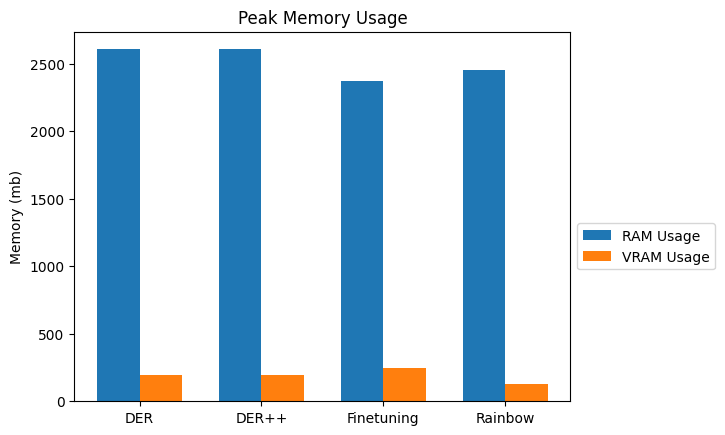 Peak Memory Usage
Memory (mb)
2500
2000
1500
1000
500
0
DER DER++ Finetuning Rainbow
RAM Usage
VRAM Usage